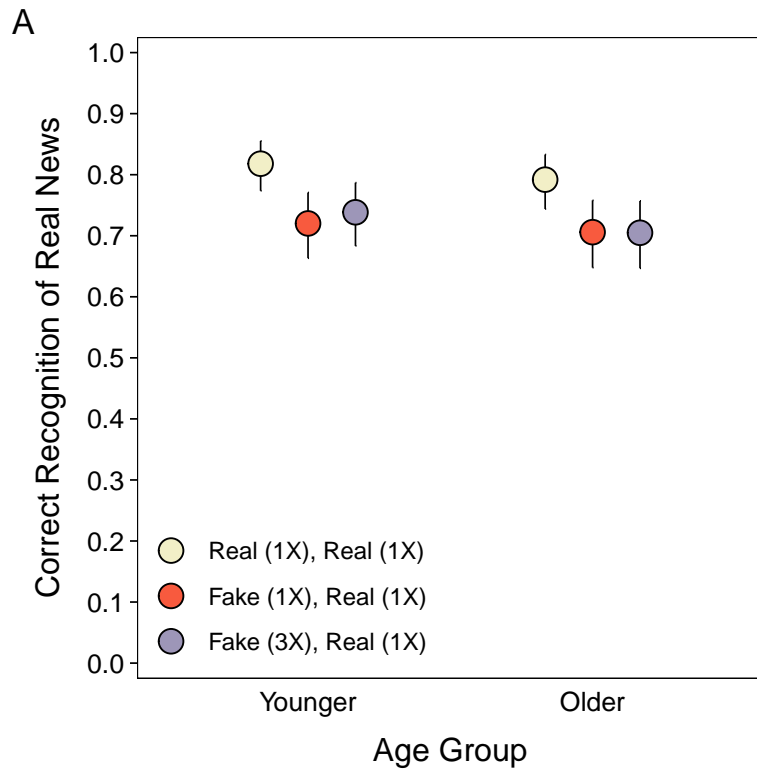 A
Correct Recognition of Real News
1.0
0.9
0.8
0.7
0.6
0.5
0.4
0.3
0.2
0.1
0.0
Real (1X), Real (1X)
Fake (1X), Real (1X)
Fake (3X), Real (1X)
Younger
Older
Age Group